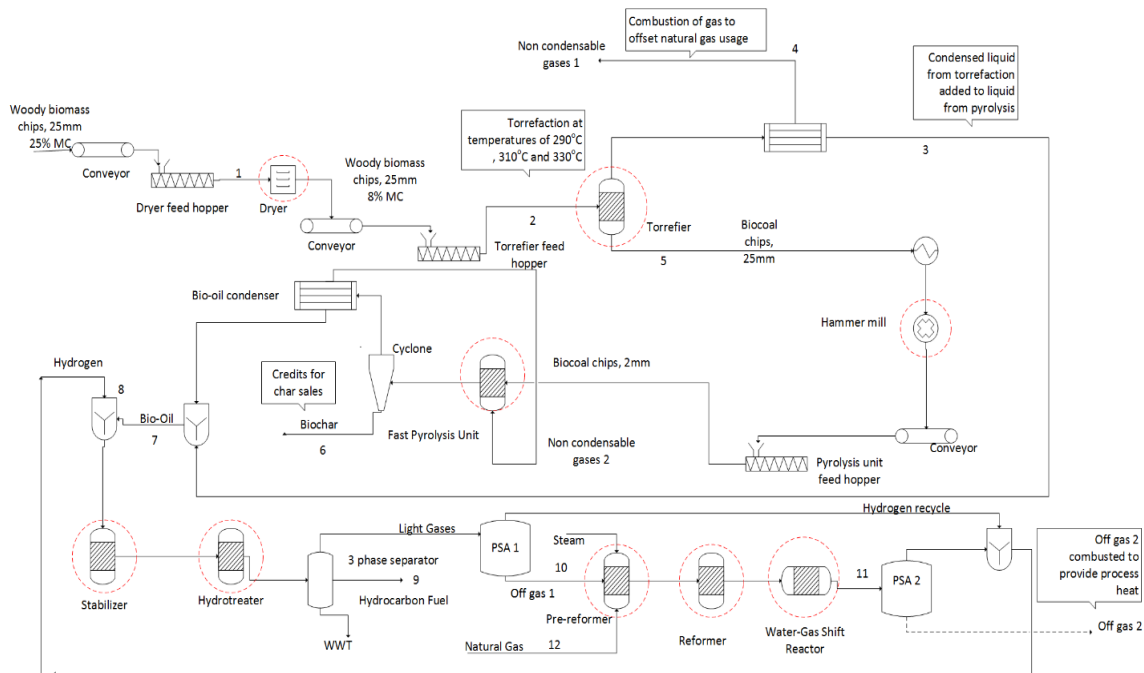 Combustion of gas to
offset natural gas usage
4
Non condensable
gases 1
Condensed liquid
from torrefaction
added to liquid
from pyrolysis
Woody biomass
chips, 25mm
25% MC
Torrefaction at
temperatures of 290°C
, 310°C and 330°C
3
Conveyor
Woody biomass
chips, 25mm
8% MC
1
Dryer feed hopper
Dryer
2
Conveyor
Torrefier feed
hopper
Torrefier
5
Biocoal
chips,
25mm
Bio-oil condenser
Hammer mill
Cyclone
Hydrogen
Credits for
char sales
Biocoal chips, 2mm
8
Bio-Oil
7
Biochar
6
Fast Pyrolysis Unit
Non condensable
gases 2
Pyrolysis unit
feed hopper
Conveyor
Hydrogen recycle
Light Gases
PSA 1
Steam
Off gas 2
combusted to
provide process
heat
3 phase separator
9
Hydrocarbon Fuel
10
Off gas 1
11
PSA 2
Stabilizer
Hydrotreater
Pre-reformer
Reformer
Water-Gas Shift
Reactor
Off gas 2
WWT
Natural Gas
12